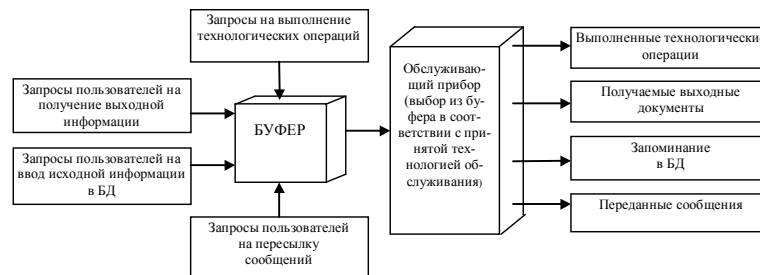 Запросы на выполнение
технологических операций
Запросы пользователей на
получение выходной
информации
Запросы пользователей на
ввод исходной информации
в БД
БУФЕР
Запросы пользователей
на пересылку
сообщений
Обслуживаю-
щий прибор
(выбор из бу-
фера в соот-
ветствии с при-
нятой тех-
нологией об-
служивания)
Выполненные технологические
операции
Получаемые выходные
документы
Запоминание
в БД
Переданные сообщения